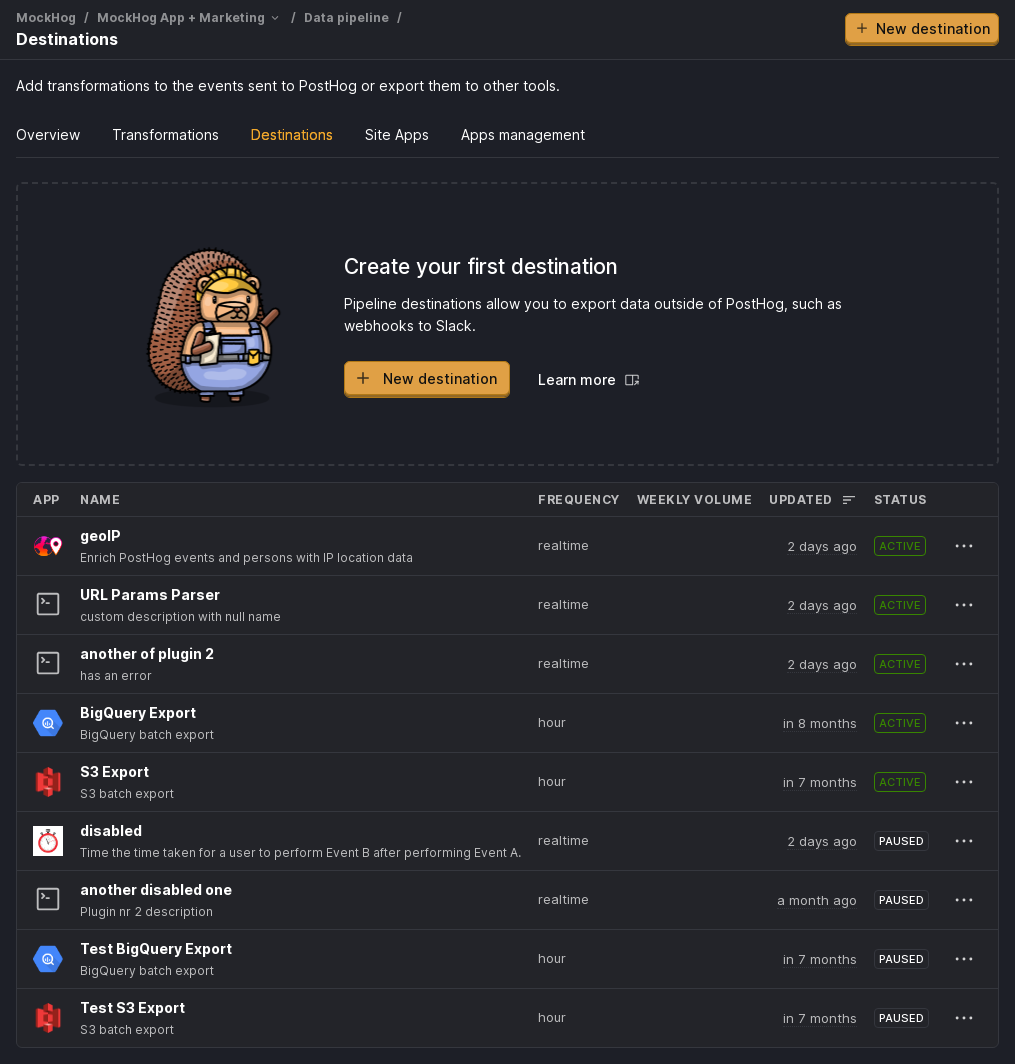 MockHog / MockHog App + Marketing / Data pipeline /
Destinations
New destination
Add transformations to the events sent to PostHog or export them to other tools.
Overview Transformations Destinations Site Apps Apps management
Create your first destination
Pipeline destinations allow you to export data outside of PostHog, such as
webhooks to Slack.
New destination Learn more
APP NAME FREQUENCY WEEKLY VOLUME UPDATED STATUS
geoIP
Enrich PostHog events and persons with IP location data
realtime 2 days ago ACTIVE
URL Params Parser
custom description with null name
realtime 2 days ago ACTIVE
another of plugin 2
has an error
realtime 2 days ago ACTIVE
BigQuery Export
BigQuery batch export
hour in 8 months ACTIVE
S3 Export
S3 batch export
hour in 7 months ACTIVE
disabled
Time the time taken for a user to perform Event B after performing Event A.
realtime 2 days ago PAUSED
another disabled one
Plugin nr 2 description
realtime a month ago PAUSED
Test BigQuery Export
BigQuery batch export
hour in 7 months PAUSED
Test S3 Export
S3 batch export
hour in 7 months PAUSED